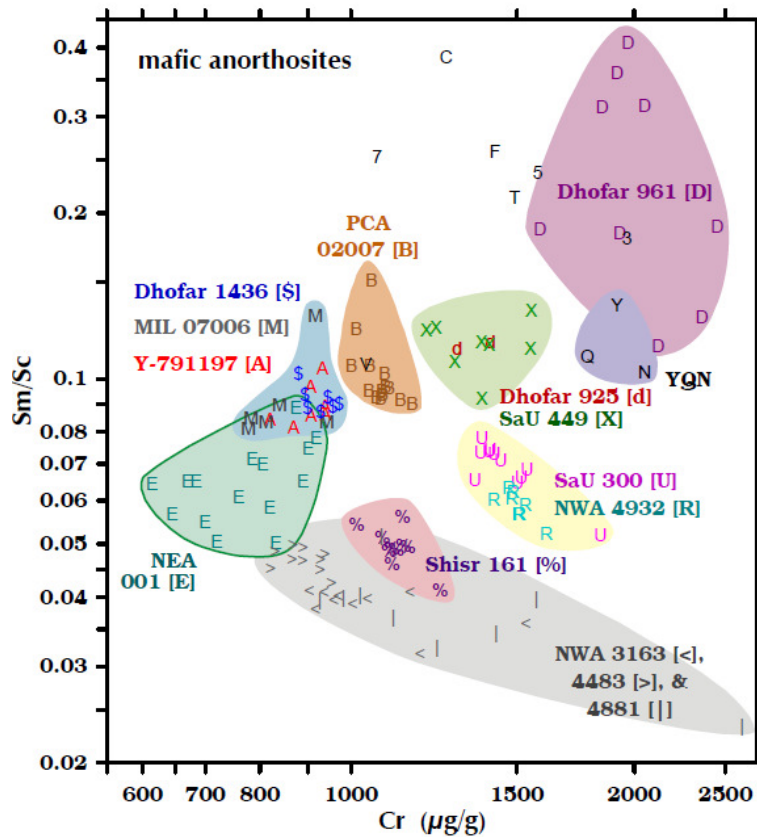 mafic anorthosites
0.4
0.3
0.2
0.1
0.08
0.07
0.06
0.05
0.04
0.03
0.02
Sm/Sc
C
7
F
5
T
3
Dhofar 961 [D]
PCA
02007 [B]
Dhofar 1436 [$]
MIL 07006 [M]
Y-791197 [A]
Y
Q
N
YQN
V
Dhofar 925 [d]
SaU 449 [X]
SaU 300 [U]
NWA 4932 [R]
NEA
001 [E]
Shisr 161 [%]
NWA 3163 [<],
4483 [>], &
4881 [|]
600
700
800
1000
1500
2000
2500
Cr (µg/g)